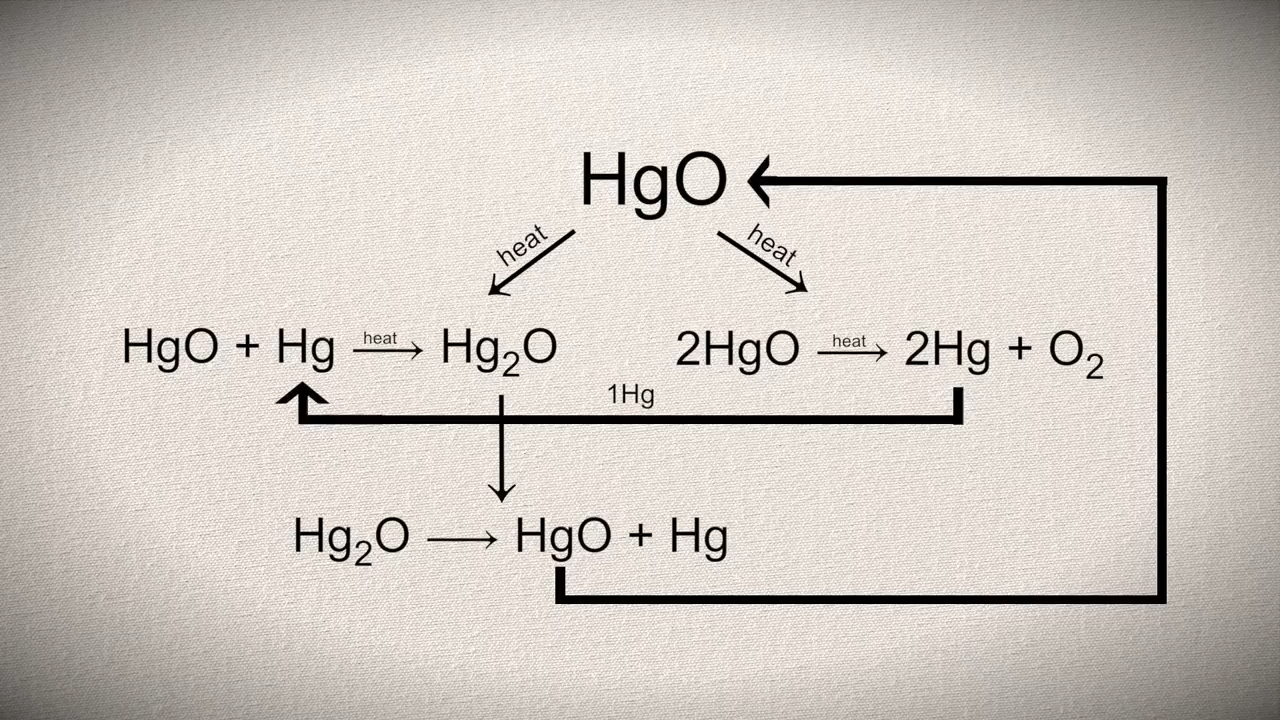 HgO
heat heat
HgO + Hg heat → Hg₂O 2HgO heat → 2Hg + O₂
1Hg
Hg₂O → HgO + Hg